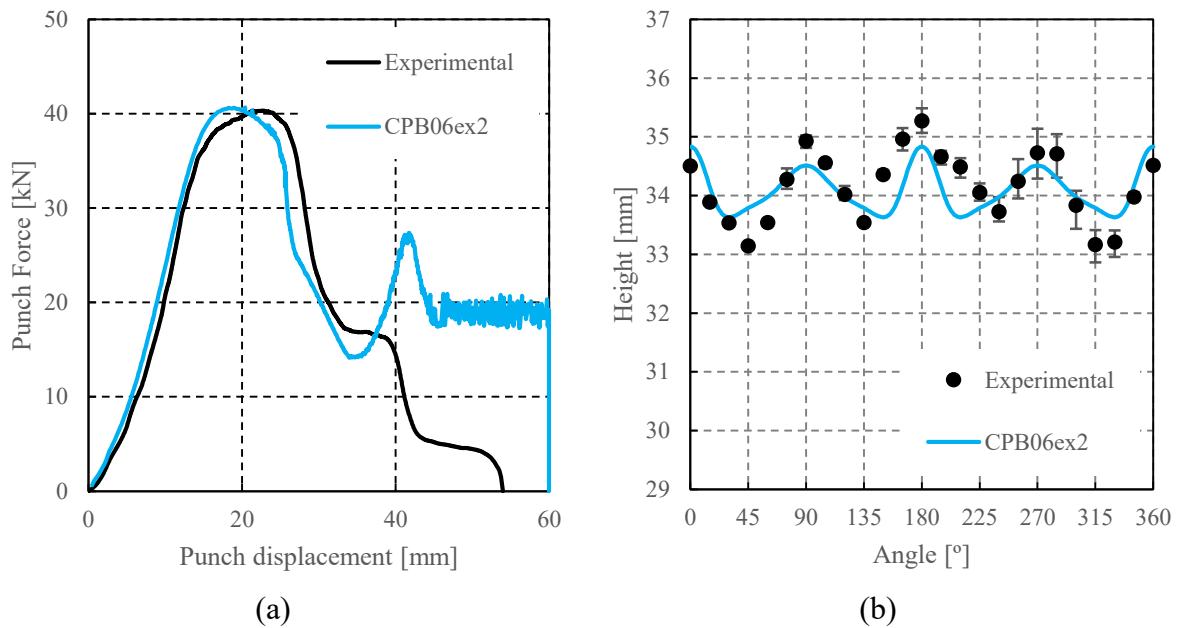 50
40
30
20
10
0
0
20
40
60
Punch Force [kN]
Punch displacement [mm]
Experimental
CPB06ex2
(a)
37
36
35
34
33
32
31
30
29
0
45
90
135
180
225
270
315
360
Height [mm]
Angle [º]
Experimental
CPB06ex2
(b)